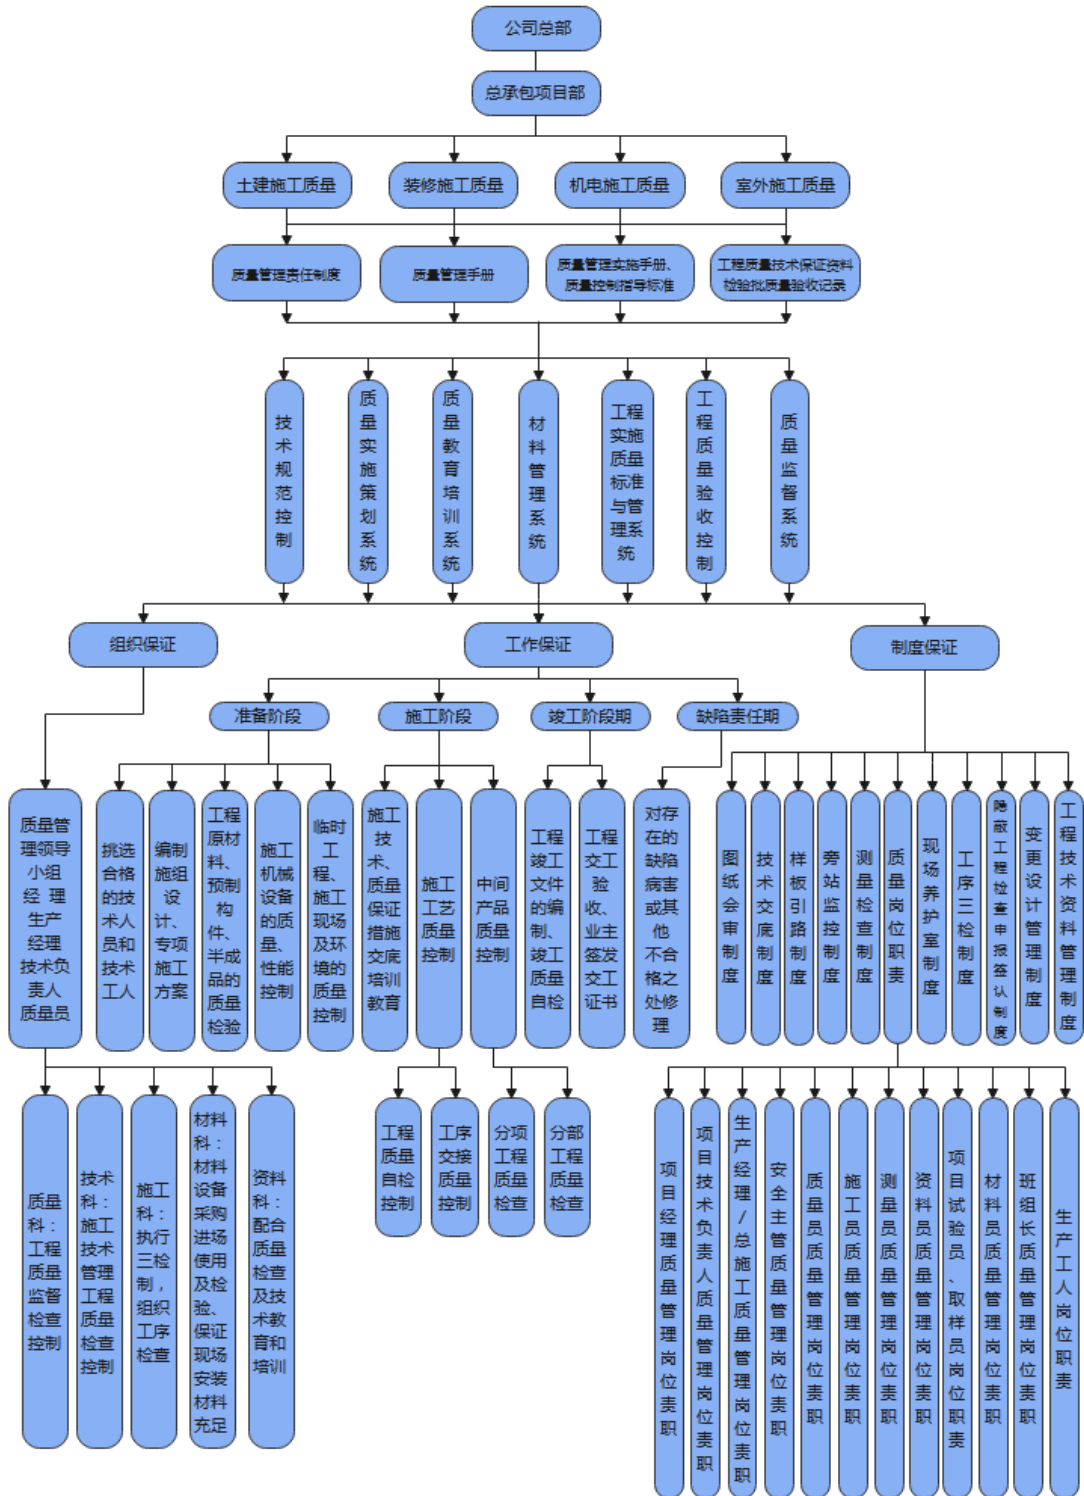 公司总部
总承包项目部
土建施工质量
装修施工质量
机电施工质量
室外施工质量
质量管理责任制度
质量管理手册
质量管理实施手册、
质量控制指导标准
工程质量技术保证资料
检验批质量验收记录
技术规范控制
质量实施策划系统
质量教育培训系统
材料管理系统
工程
实施
质量
标准
与管
理系
统
工程质量验收控制
质量监督系统
组织保证
工作保证
制度保证
准备阶段
施工阶段
竣工阶段期
缺陷责任期
质量管
理领导
小组
经 理
生产
经理
技术负
责人
质量员
挑选
合格
的技
术人
员和
技术
工人
编制
施组
设
计、
专项
施工
方案
工程
原材
料、
预制
构
件、
半成
品的
质量
检验
施工
机械
设备
的质
量、
性能
控制
临时
工
程、
施工
现场
及环
境的
质量
控制
施工
技
术、
质量
保证
措施
交底
培训
教育
施工
工艺
质量
控制
中间
产品
质量
控制
工程
竣工
文件
的编
制、
竣工
质量
自检
工程
交工
验
收、
业主
签发
交工
证书
对存
在的
缺陷
病害
或其
他
不合
格之
处修
理
图纸会审制度
技术交底制度
样板引路制度
旁站监控制度
测量检查制度
质量岗位职责
现场养护室制度
工序三检制度
隐蔽工程检查申报签认制度
变更设计管理制度
工程技术资料管理制度
质量
科：
工程
质量
监督
检查
控制
技术
科：
施工
技术
管理
工程
质量
检查
控制
施工
科：
执行
三检
制，
组织
工序
检查
材料
科：
材料
设备
采购
进场
使用
及检
验、
保证
现场
安装
材料
充足
资料
科：
配合
质量
检查
及技
术教
育和
培训
工程
质量
自检
控制
工序
交接
质量
控制
分项
工程
质量
检查
分部
工程
质量
检查
项目经理质量管理岗位责职
项目技术负责人质量管理岗位责职
生产经理/总施工质量管理岗位责职
安全主管质量管理岗位责职
质量员质量管理岗位责职
施工员质量管理岗位责职
测量员质量管理岗位责职
资料员质量管理岗位责职
项目试验员、取样员岗位职责
材料员质量管理岗位责职
班组长质量管理岗位责职
生产工人岗位职责